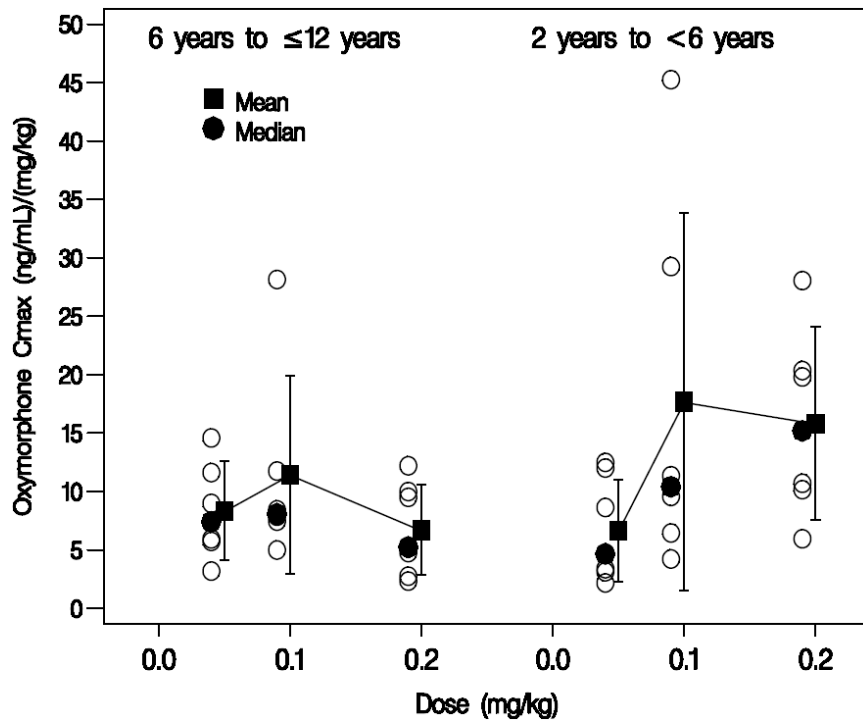 6 years to ≤12 years
2 years to <6 years
Mean
Median
Oxymorphone Cmax (ng/mL)/(mg/kg)
50
45
40
35
30
25
20
15
10
5
0
0.0 0.1 0.2 0.0 0.1 0.2
Dose (mg/kg)